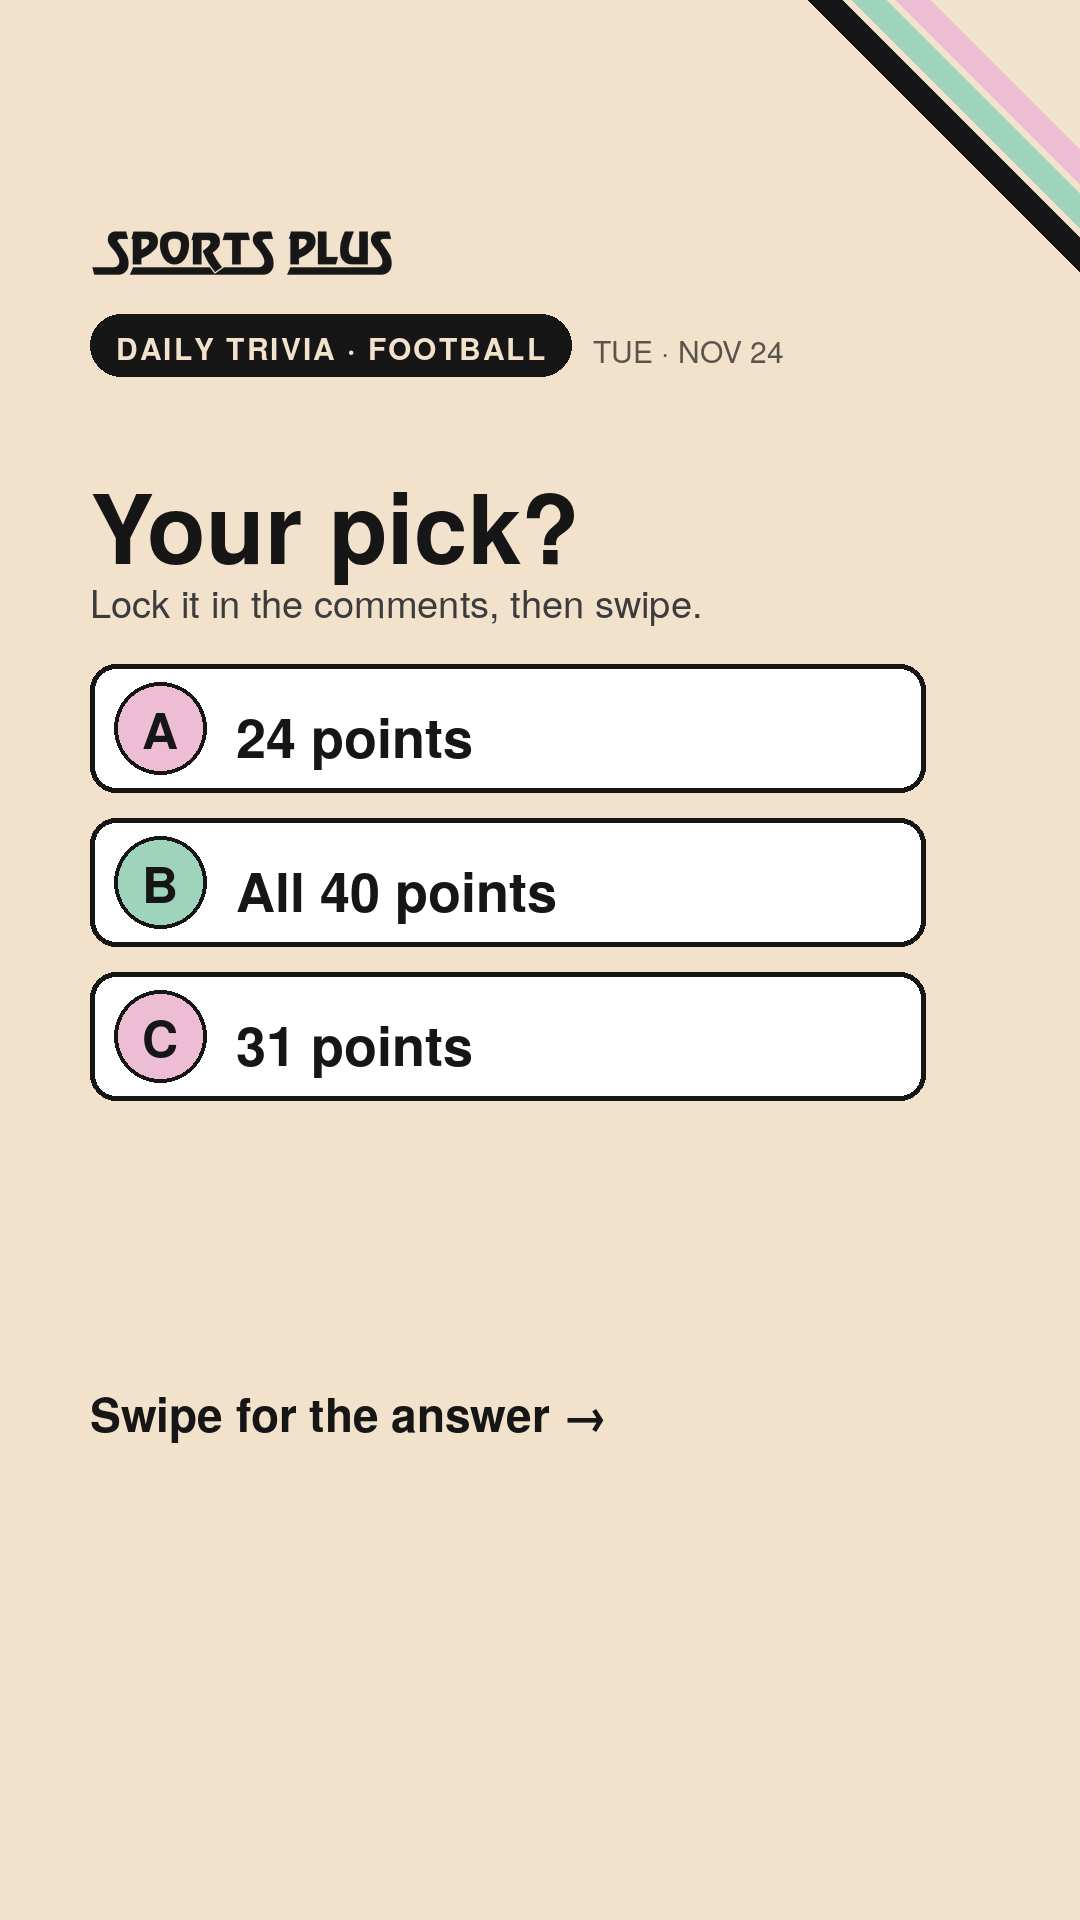 SPORTS PLUS
DAILY TRIVIA · FOOTBALL TUE · NOV 24
Your pick?
Lock it in the comments, then swipe.
A 24 points
B All 40 points
C 31 points
Swipe for the answer →